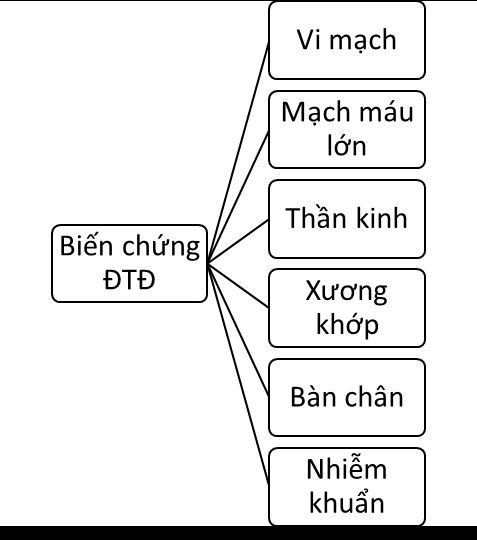 Biến chứng
ĐTĐ
Vi mạch
Mạch máu
lớn
Thần kinh
Xương
khớp
Bàn chân
Nhiễm
khuẩn